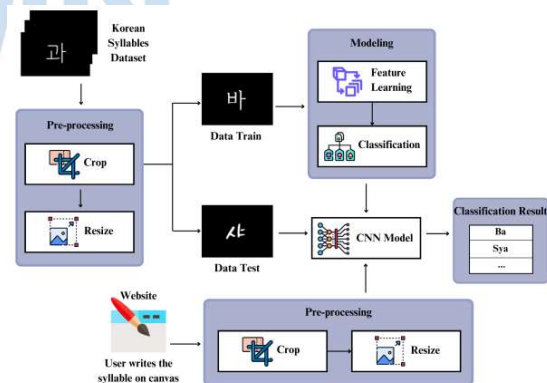 Korean
Syllables
Dataset
과
Pre-processing
Crop
Resize
바
Data Train
샤
Data Test
Modeling
Feature
Learning
Classification
CNN Model
Classification Result
Ba
Sya
...
Website
User writes the
syllable on canvas
Pre-processing
Crop
Resize